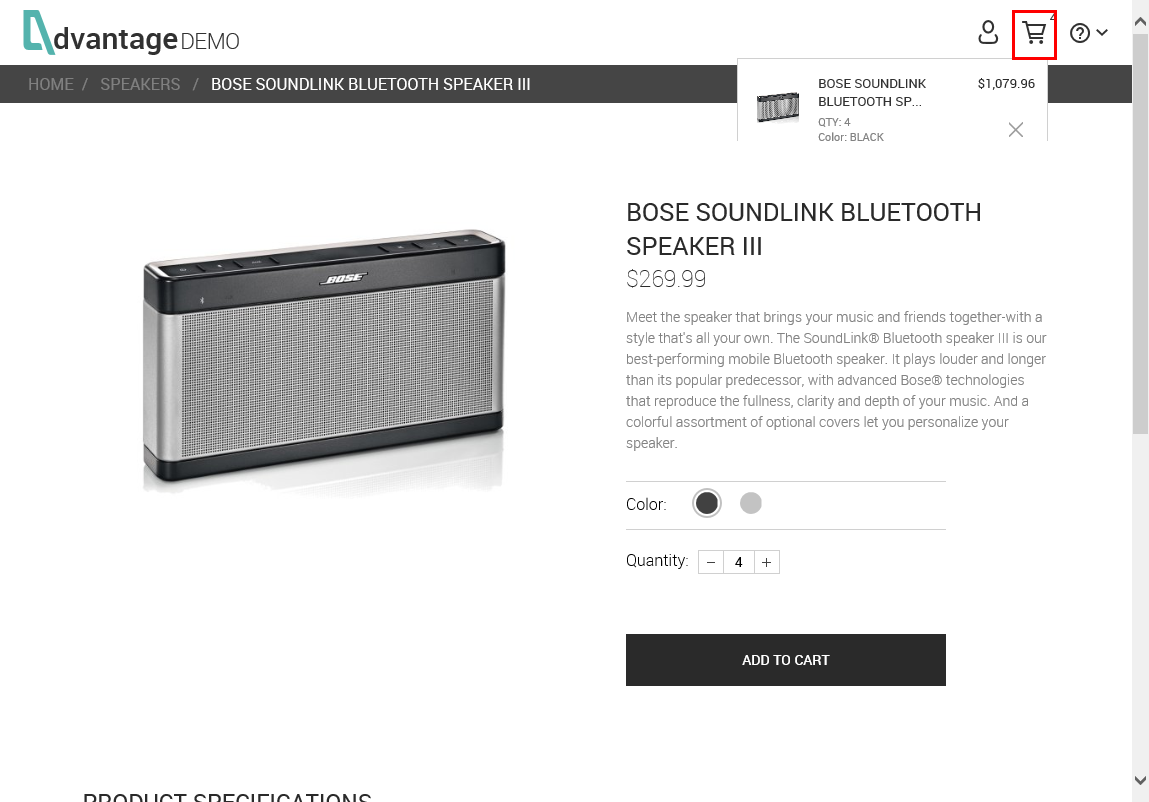 dvantage DEMO
4
HOME / SPEAKERS / BOSE SOUNDLINK BLUETOOTH SPEAKER III
BOSE SOUNDLINK $1,079.96
BLUETOOTH SP...
QTY: 4
Color: BLACK
BOSE
BOSE SOUNDLINK BLUETOOTH
SPEAKER III
$269.99
Meet the speaker that brings your music and friends together-with a
style that's all your own. The SoundLink® Bluetooth speaker III is our
best-performing mobile Bluetooth speaker. It plays louder and longer
than its popular predecessor, with advanced Bose® technologies
that reproduce the fullness, clarity and depth of your music. And a
colorful assortment of optional covers let you personalize your
speaker.
Color:
Quantity: − 4 +
ADD TO CART
PRODUCT SPECIFICATIONS